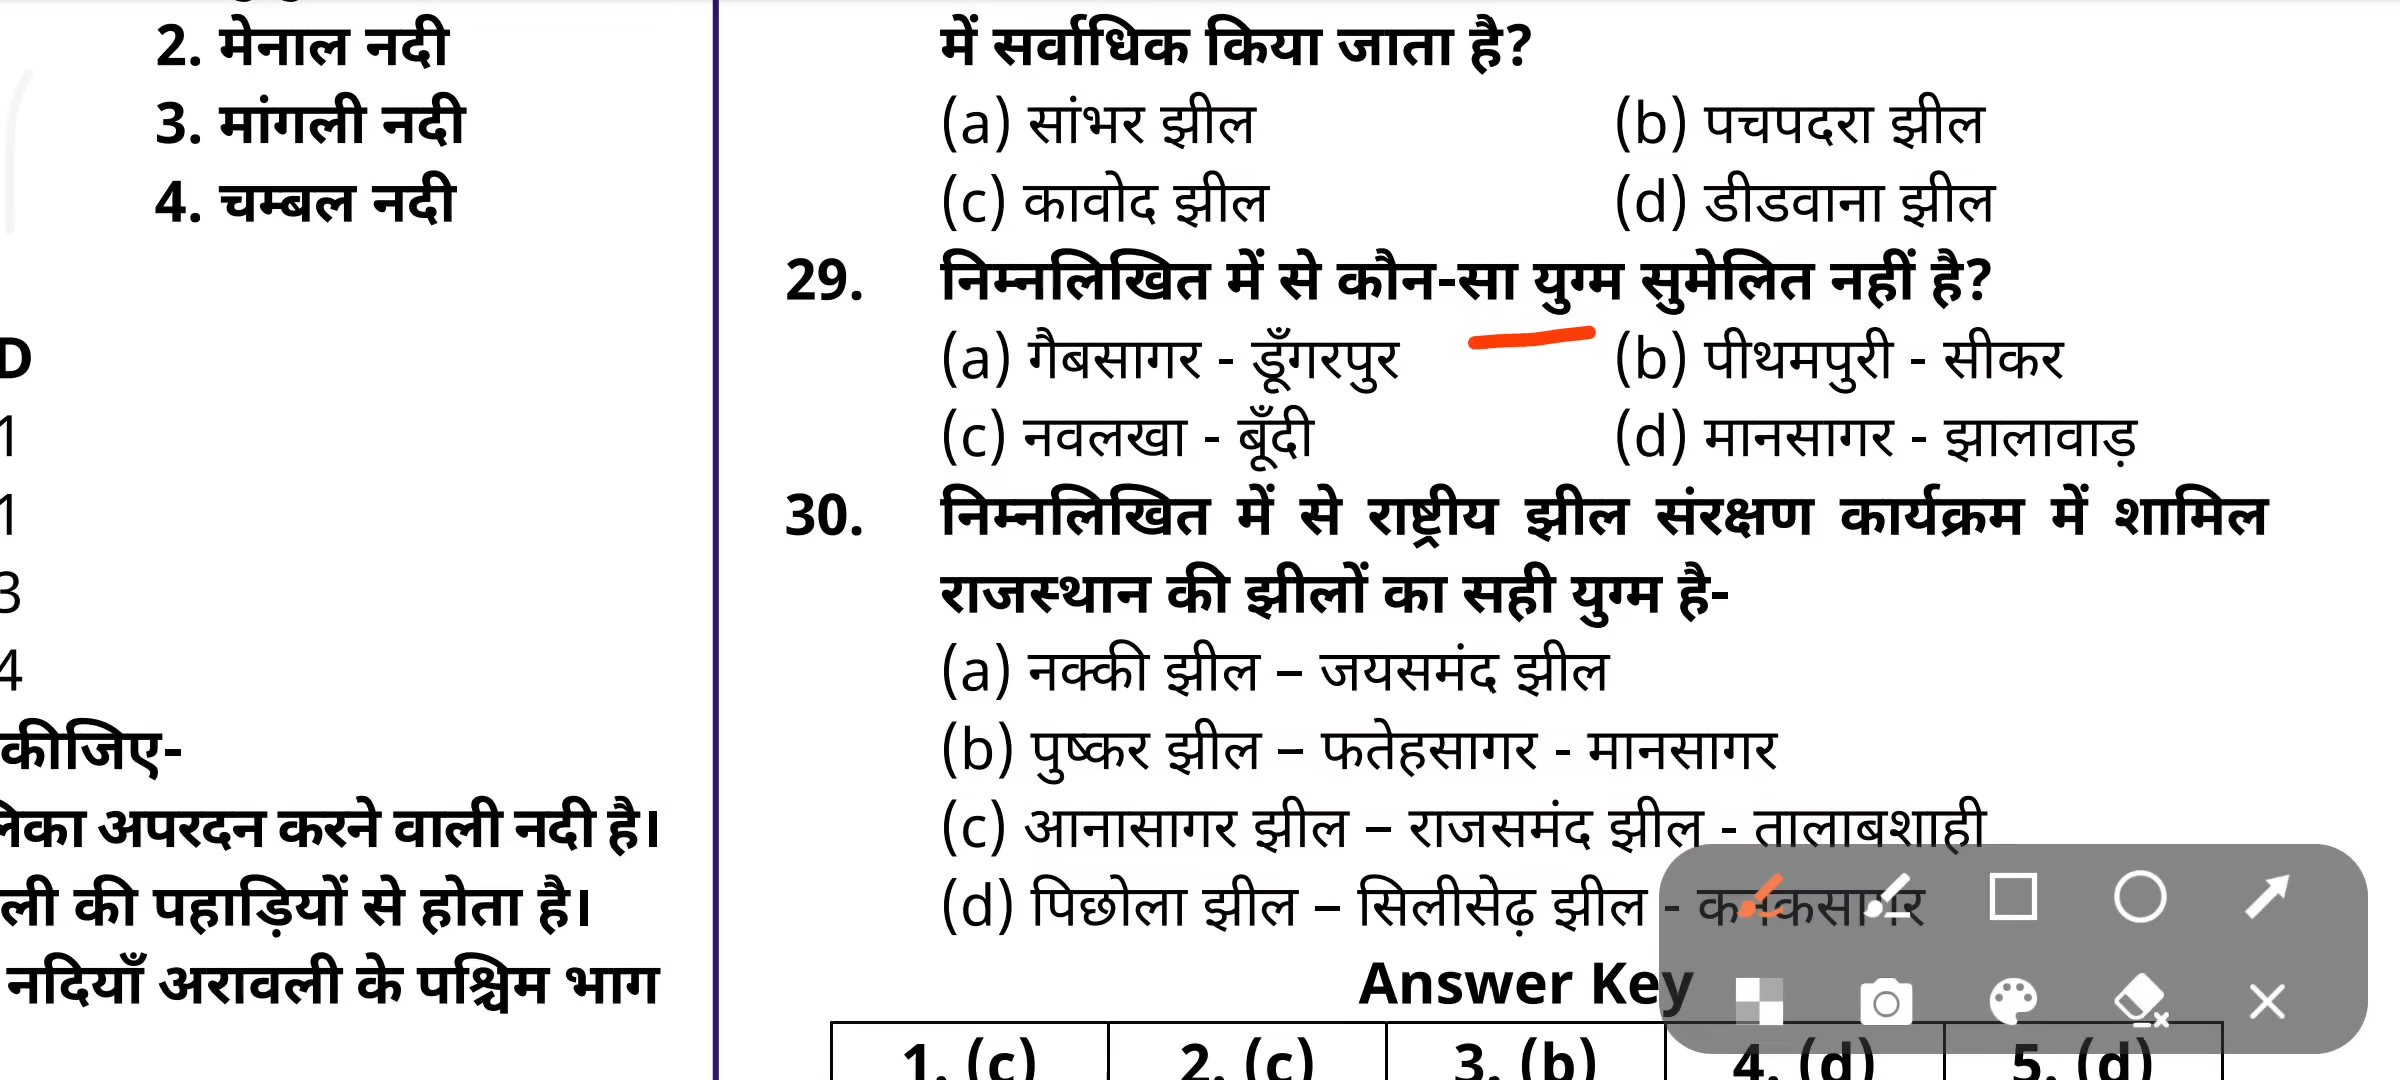 2. मेनाल नदी
3. मांगली नदी
4. चम्बल नदी
D
1
1
3
4
कीजिए-
अपरदन करने वाली नदी है।
की पहाड़ियों से होता है।
नदियाँ अरावली के पश्चिम भाग
में सर्वाधिक किया जाता है?
(a) सांभर झील (b) पचपदरा झील
(c) कावोद झील (d) डीडवाना झील
29. निम्नलिखित में से कौन-सा युग्म सुमेलित नहीं है?
(a) गैबसागर - डूँगरपुर (b) पीथमपुरी - सीकर
(c) नवलखा - बूँदी (d) मानसागर - झालावाड़
30. निम्नलिखित में से राष्ट्रीय झील संरक्षण कार्यक्रम में शामिल
राजस्थान की झीलों का सही युग्म है-
(a) नक्की झील – जयसमंद झील
(b) पुष्कर झील – फतेहसागर - मानसागर
(c) आनासागर झील – राजसमंद झील - तालाबशाही
(d) पिछोला झील – सिलीसेढ़ झील - कनकसागर
Answer Key
1. (c) 2. (c) 3. (b) 4. (d) 5. (d)